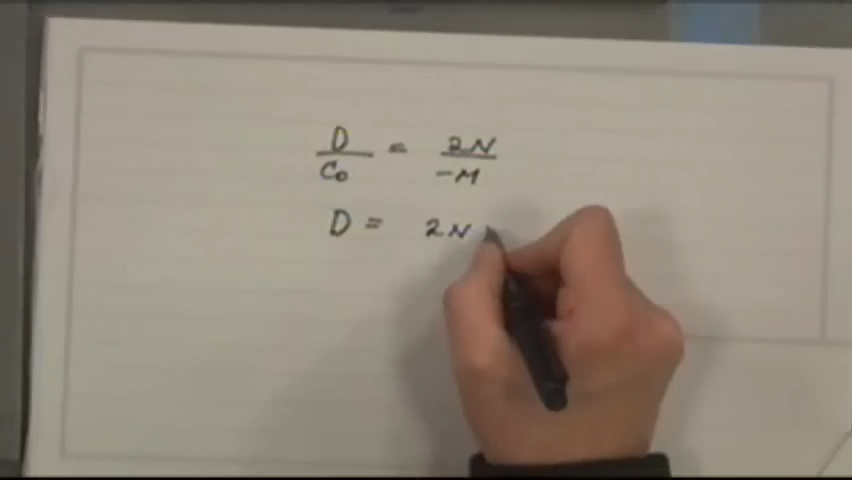 D/C₀ = 2N/-M
D = 2N